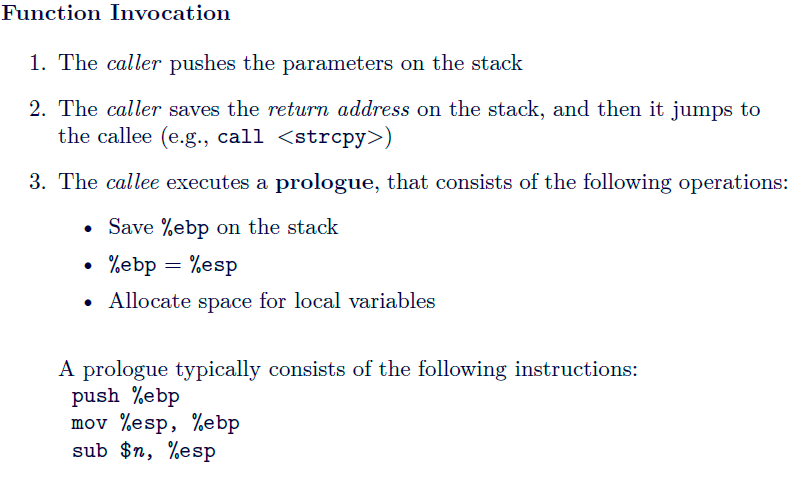 Function Invocation
1. The caller pushes the parameters on the stack
2. The caller saves the return address on the stack, and then it jumps to
the callee (e.g., call <strcpy>)
3. The callee executes a prologue, that consists of the following operations:
• Save %ebp on the stack
• %ebp = %esp
• Allocate space for local variables
A prologue typically consists of the following instructions:
push %ebp
mov %esp, %ebp
sub $n, %esp